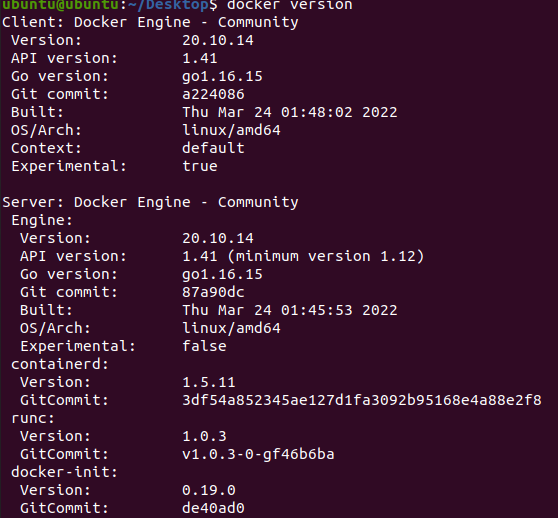 ubuntu@ubuntu:~/Desktop$ docker version
Client: Docker Engine - Community
 Version:           20.10.14
 API version:       1.41
 Go version:        go1.16.15
 Git commit:        a224086
 Built:             Thu Mar 24 01:48:02 2022
 OS/Arch:           linux/amd64
 Context:           default
 Experimental:      true

Server: Docker Engine - Community
 Engine:
  Version:          20.10.14
  API version:      1.41 (minimum version 1.12)
  Go version:       go1.16.15
  Git commit:       87a90dc
  Built:            Thu Mar 24 01:45:53 2022
  OS/Arch:          linux/amd64
  Experimental:     false
 containerd:
  Version:          1.5.11
  GitCommit:        3df54a852345ae127d1fa3092b95168e4a88e2f8
 runc:
  Version:          1.0.3
  GitCommit:        v1.0.3-0-gf46b6ba
 docker-init:
  Version:          0.19.0
  GitCommit:        de40ad0